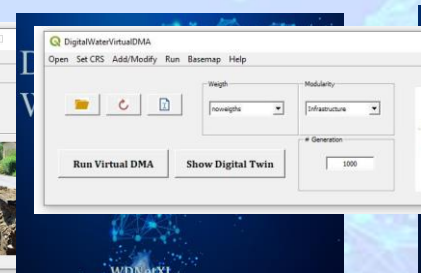 DigitalWaterVirtualDMA
Open Set CRS Add/Modify Run Basemap Help
Weigth
Modularity
noweigths
Infrastructure
# Generation
1000
Run Virtual DMA
Show Digital Twin
WDNetXL